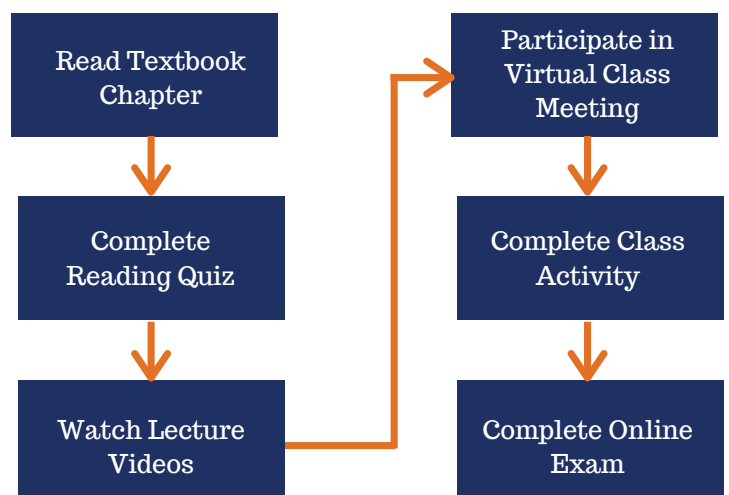 Read Textbook
Chapter
Complete
Reading Quiz
Watch Lecture
Videos
Participate in
Virtual Class
Meeting
Complete Class
Activity
Complete Online
Exam